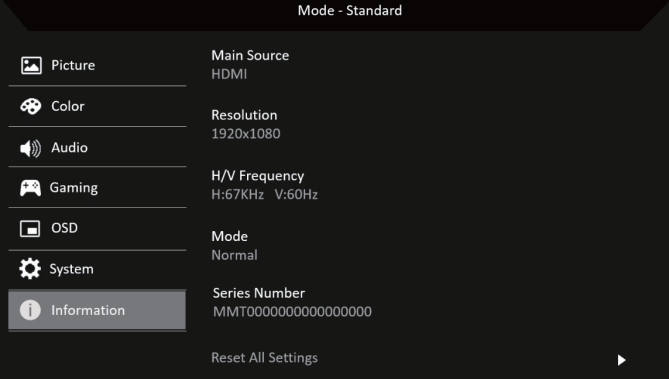 Mode - Standard
Picture
Color
Audio
Gaming
OSD
System
Information
Main Source
HDMI
Resolution
1920x1080
H/V Frequency
H:67KHz V:60Hz
Mode
Normal
Series Number
MMT0000000000000000
Reset All Settings